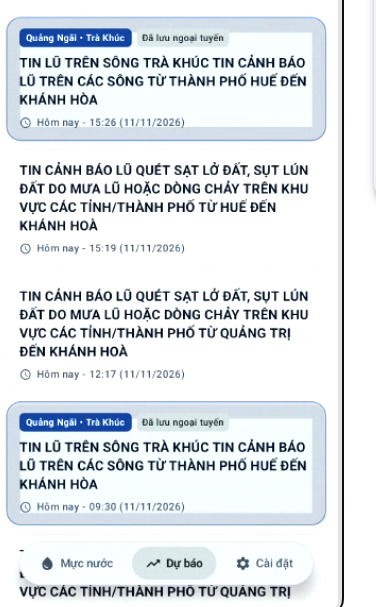 Quảng Ngãi • Trà Khúc Đã lưu ngoại tuyến
TIN LŨ TRÊN SÔNG TRÀ KHÚC TIN CẢNH BÁO
LŨ TRÊN CÁC SÔNG TỪ THÀNH PHỐ HUẾ ĐẾN
KHÁNH HÒA
Hôm nay - 15:26 (11/11/2026)
TIN CẢNH BÁO LŨ QUÉT SẠT LỞ ĐẤT, SỤT LÚN
ĐẤT DO MƯA LŨ HOẶC DÒNG CHẢY TRÊN KHU
VỰC CÁC TỈNH/THÀNH PHỐ TỪ HUẾ ĐẾN
KHÁNH HOÀ
Hôm nay - 15:19 (11/11/2026)
TIN CẢNH BÁO LŨ QUÉT SẠT LỞ ĐẤT, SỤT LÚN
ĐẤT DO MƯA LŨ HOẶC DÒNG CHẢY TRÊN KHU
VỰC CÁC TỈNH/THÀNH PHỐ TỪ QUẢNG TRỊ
ĐẾN KHÁNH HOÀ
Hôm nay - 12:17 (11/11/2026)
Quảng Ngãi • Trà Khúc Đã lưu ngoại tuyến
TIN LŨ TRÊN SÔNG TRÀ KHÚC TIN CẢNH BÁO
LŨ TRÊN CÁC SÔNG TỪ THÀNH PHỐ HUẾ ĐẾN
KHÁNH HÒA
Hôm nay - 09:30 (11/11/2026)
Mực nước Dự báo Cài đặt
VỰC CÁC TỈNH/THÀNH PHỐ TỪ QUẢNG TRỊ